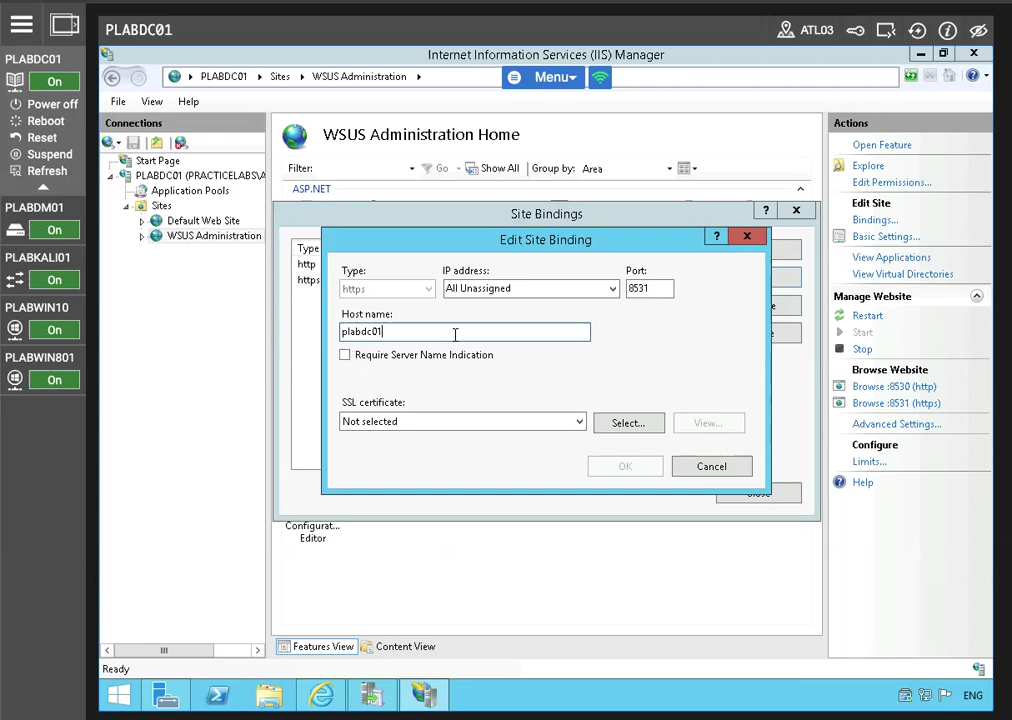 PLABDC01
ATL03
PLABDC01
On
Power off
Reboot
Reset
Suspend
Refresh
PLABDM01
On
PLABKALI01
On
PLABWIN10
On
PLABWIN801
On
Internet Information Services (IIS) Manager
PLABDC01
Sites
WSUS Administration
Menu
File View Help
Connections
Start Page
PLABDC01 (PRACTICELABS\A
Application Pools
Sites
Default Web Site
WSUS Administration
WSUS Administration Home
Filter: Go Show All Group by: Area
ASP.NET
Site Bindings
? X
Type
http
https
Edit Site Binding
? X
Type: IP address: Port:
https All Unassigned 8531
Host name:
plabdc01
Require Server Name Indication
SSL certificate:
Not selected Select... View...
OK Cancel
Configurat...
Editor
Features View Content View
Ready
Actions
Open Feature
Explore
Edit Permissions...
Edit Site
Bindings...
Basic Settings...
View Applications
View Virtual Directories
Manage Website
Restart
Start
Stop
Browse Website
Browse :8530 (http)
Browse :8531 (https)
Advanced Settings...
Configure
Limits...
Help
ENG